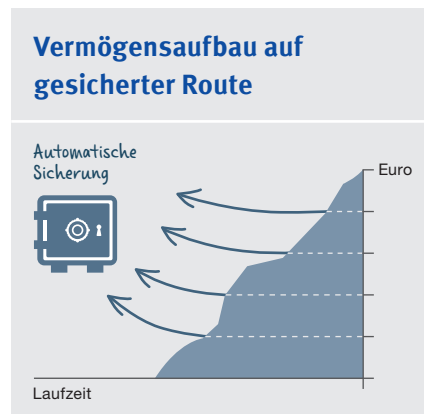 Vermögensaufbau auf
gesicherter Route
Automatische
Sicherung
Euro
Laufzeit